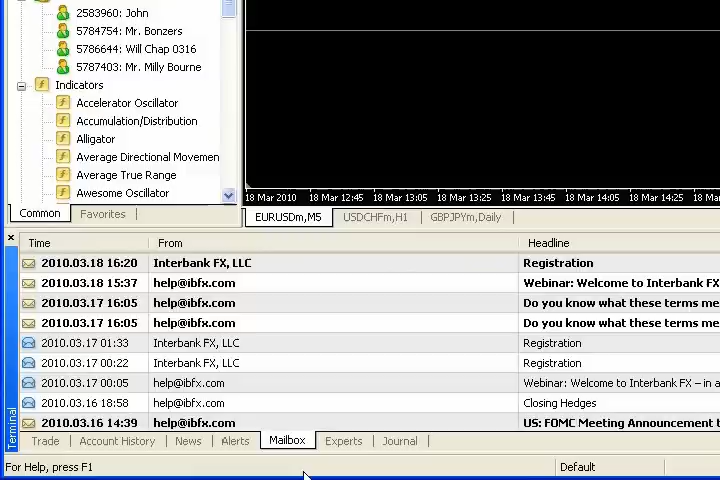 2583960: John
5784754: Mr. Bonzers
5786644: Will Chap 0316
5787403: Mr. Milly Bourne
Indicators
Accelerator Oscillator
Accumulation/Distribution
Alligator
Average Directional Movemen
Average True Range
Awesome Oscillator
Common Favorites
18 Mar 2010 18 Mar 12:45 18 Mar 13:05 18 Mar 13:25 18 Mar 13:45 18 Mar 14:05 18 Mar 14:25 18 Mar
EURUSDm,M5 USDCHFm,H1 GBPJPYm,Daily
Time From Headline
2010.03.18 16:20 Interbank FX, LLC Registration
2010.03.18 15:37 help@ibfx.com Webinar: Welcome to Interbank FX
2010.03.17 16:05 help@ibfx.com Do you know what these terms me
2010.03.17 16:05 help@ibfx.com Do you know what these terms me
2010.03.17 01:33 Interbank FX, LLC Registration
2010.03.17 00:22 Interbank FX, LLC Registration
2010.03.17 00:05 help@ibfx.com Webinar: Welcome to Interbank FX – in a
2010.03.16 18:58 help@ibfx.com Closing Hedges
2010.03.16 14:39 help@ibfx.com US: FOMC Meeting Announcement t
Terminal
Trade Account History News Alerts Mailbox Experts Journal
For Help, press F1 Default